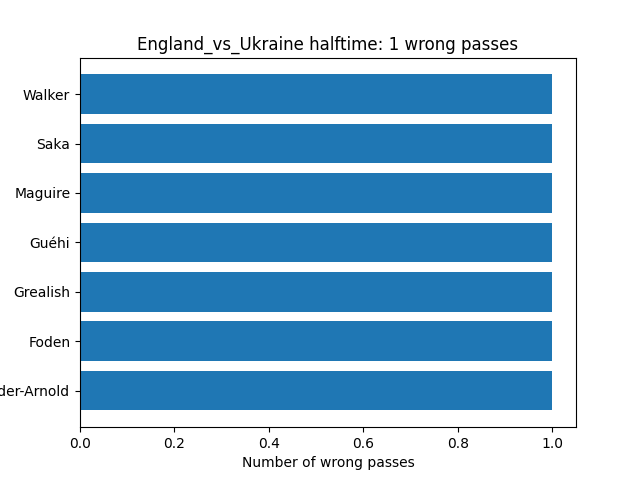 England_vs_Ukraine halftime: 1 wrong passes
Walker
Saka
Maguire
Guéhi
Grealish
Foden
der-Arnold
0.0 0.2 0.4 0.6 0.8 1.0
Number of wrong passes